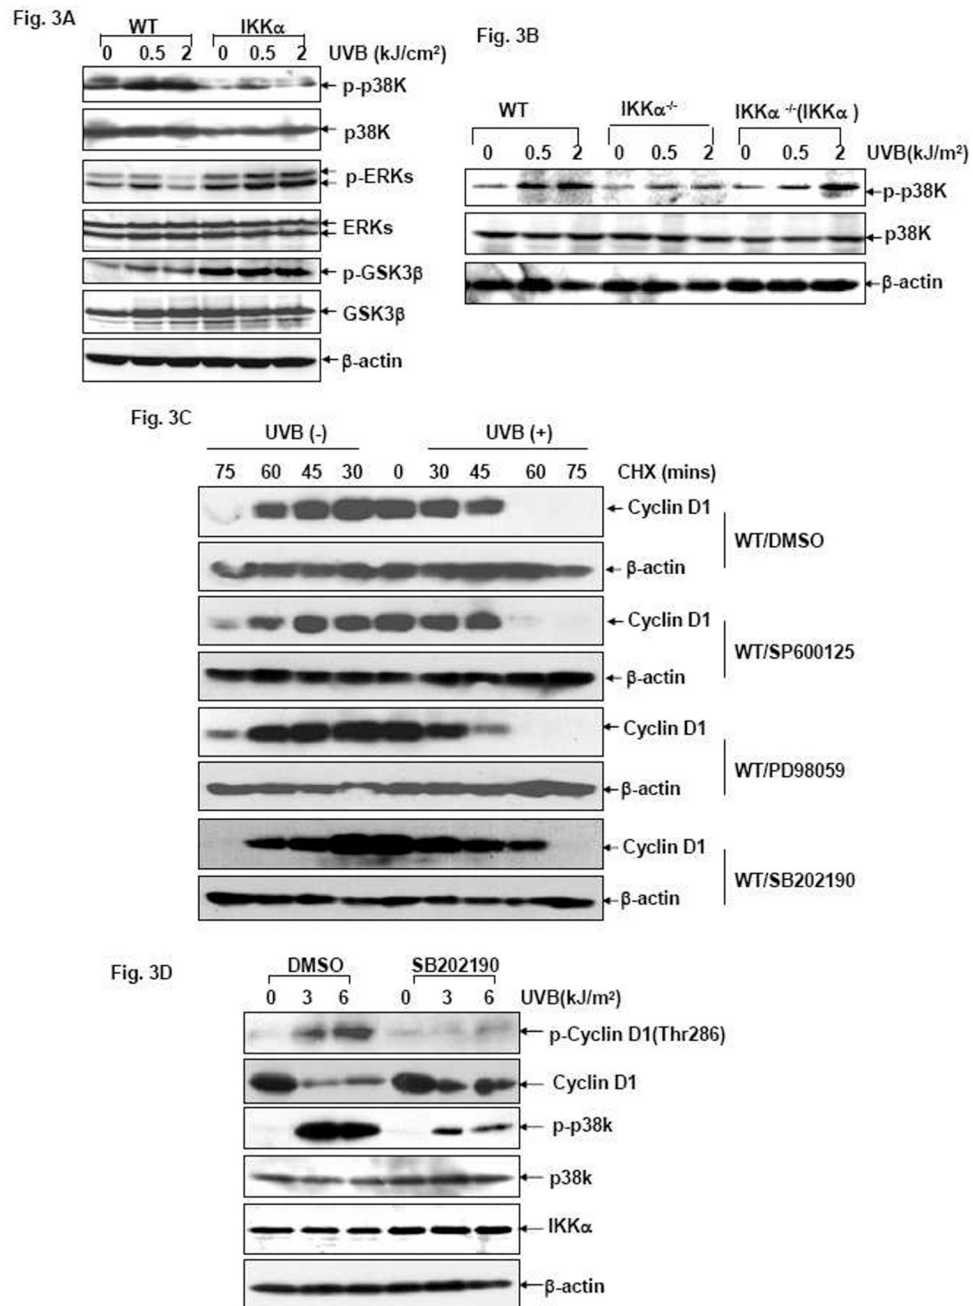 Fig. 3A
WT IKKα
0 0.5 2 0 0.5 2 UVB (kJ/cm²)
p-p38K
p38K
p-ERKs
ERKs
p-GSK3β
GSK3β
β-actin
Fig. 3B
WT IKKα-/- IKKα -/-(IKKα )
0 0.5 2 0 0.5 2 0 0.5 2 UVB(kJ/m²)
p-p38K
p38K
β-actin
Fig. 3C
UVB (-) UVB (+)
75 60 45 30 0 30 45 60 75 CHX (mins)
Cyclin D1
WT/DMSO
β-actin
Cyclin D1
WT/SP600125
β-actin
Cyclin D1
WT/PD98059
β-actin
Cyclin D1
WT/SB202190
β-actin
Fig. 3D
DMSO SB202190
0 3 6 0 3 6 UVB(kJ/m²)
p-Cyclin D1(Thr286)
Cyclin D1
p-p38k
p38k
IKKα
β-actin